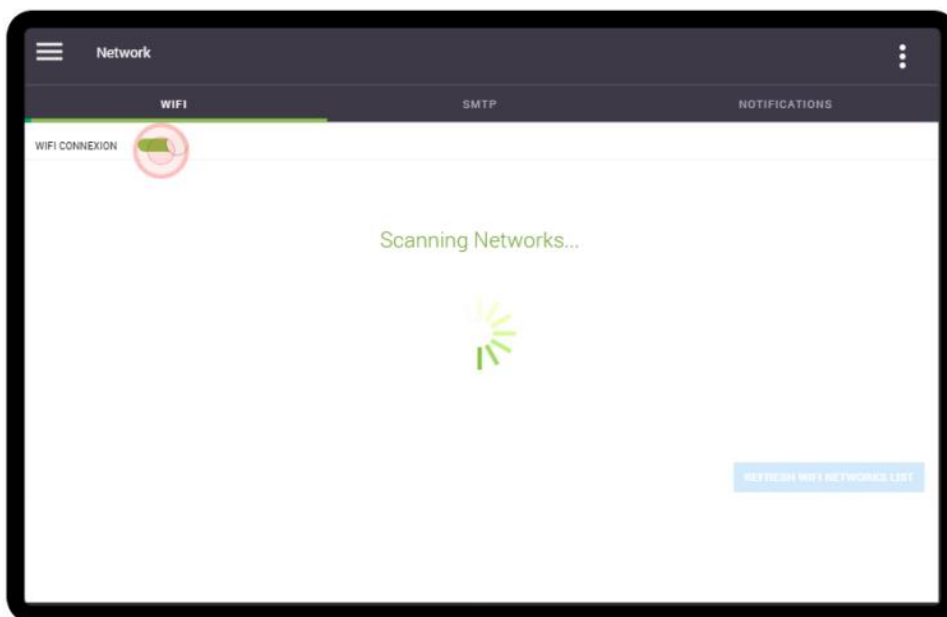 Network
WIFI SMTP NOTIFICATIONS
WIFI CONNEXION
Scanning Networks...
REFRESH WIFI NETWORKS LIST